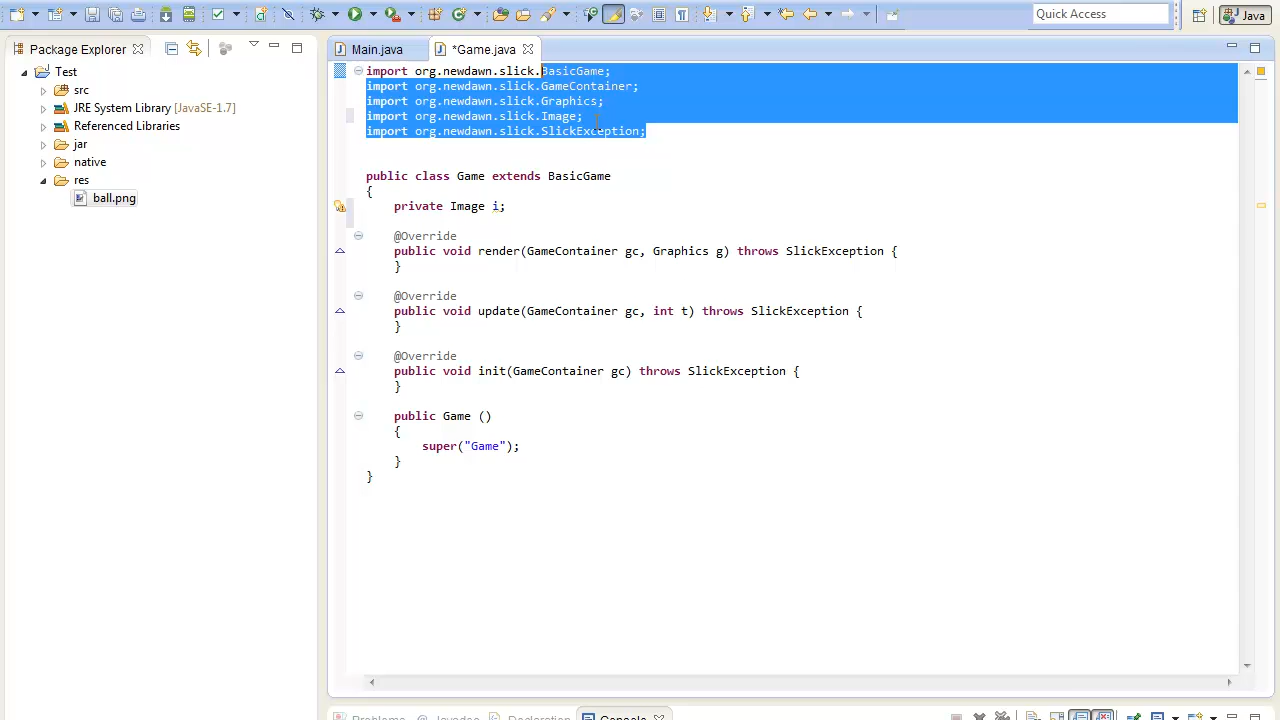 Quick Access
Java
Package Explorer
Main.java
*Game.java
Test
src
JRE System Library [JavaSE-1.7]
Referenced Libraries
jar
native
res
ball.png
import org.newdawn.slick.BasicGame;
import org.newdawn.slick.GameContainer;
import org.newdawn.slick.Graphics;
import org.newdawn.slick.Image;
import org.newdawn.slick.SlickException;
public class Game extends BasicGame
{
private Image i;
@Override
public void render(GameContainer gc, Graphics g) throws SlickException {
}
@Override
public void update(GameContainer gc, int t) throws SlickException {
}
@Override
public void init(GameContainer gc) throws SlickException {
}
public Game ()
{
super("Game");
}
}
Problems
@ Javadoc
Declaration
Console